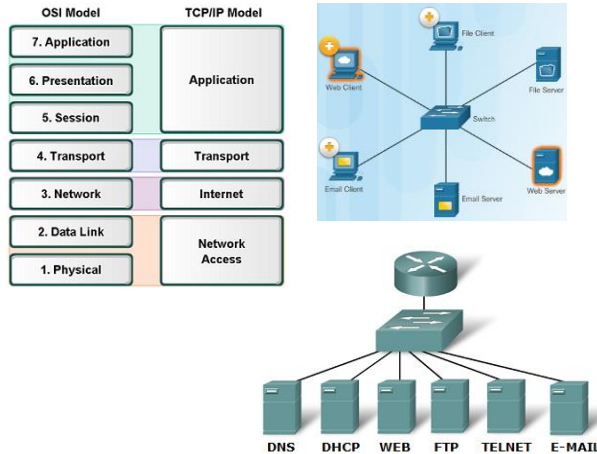 OSI Model
TCP/IP Model
7. Application
6. Presentation
5. Session
Application
4. Transport
Transport
3. Network
Internet
2. Data Link
1. Physical
Network
Access
File Client
Web Client
File Server
Switch
Email Client
Email Server
Web Server
DNS DHCP WEB FTP TELNET E-MAIL